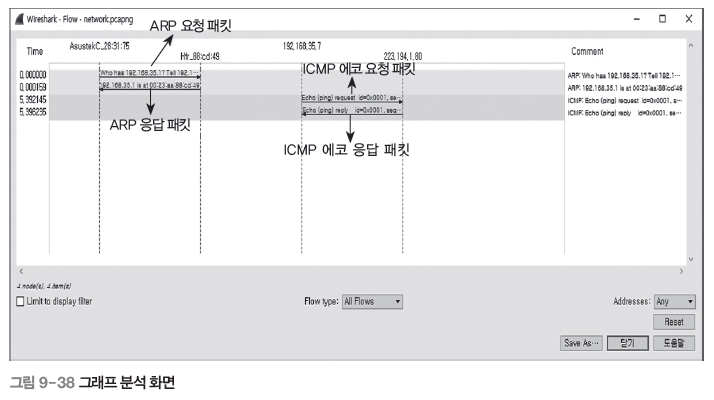 Wireshark - Flow - network.pcapng
ARP 요청 패킷
Time
AsustekC_28:31:75
Htr_88:cd:49
192.168.35.7
223.194.1.80
Comment
0.000000
Who has 192.168.35.1? Tell 192.1…
ICMP 에코 요청 패킷
ARP: Who has 192.168.35.1? Tell 192.168…
0.000159
192.168.35.1 is at 00:23:aa:88:cd:49
ARP: 192.168.35.1 is at 00:23:aa:88:cd:49
5.392145
Echo (ping) request id=0x0001, se…
ICMP: Echo (ping) request id=0x0001, s…
5.396235
Echo (ping) reply id=0x0001, seq…
ICMP: Echo (ping) reply id=0x0001, se…
ARP 응답 패킷
ICMP 에코 응답 패킷
4 node(s), 4 item(s)
Limit to display filter
Flow type:
All Flows
Addresses:
Any
Reset
Save As…
닫기
도움말
그림 9-38 그래프 분석 화면